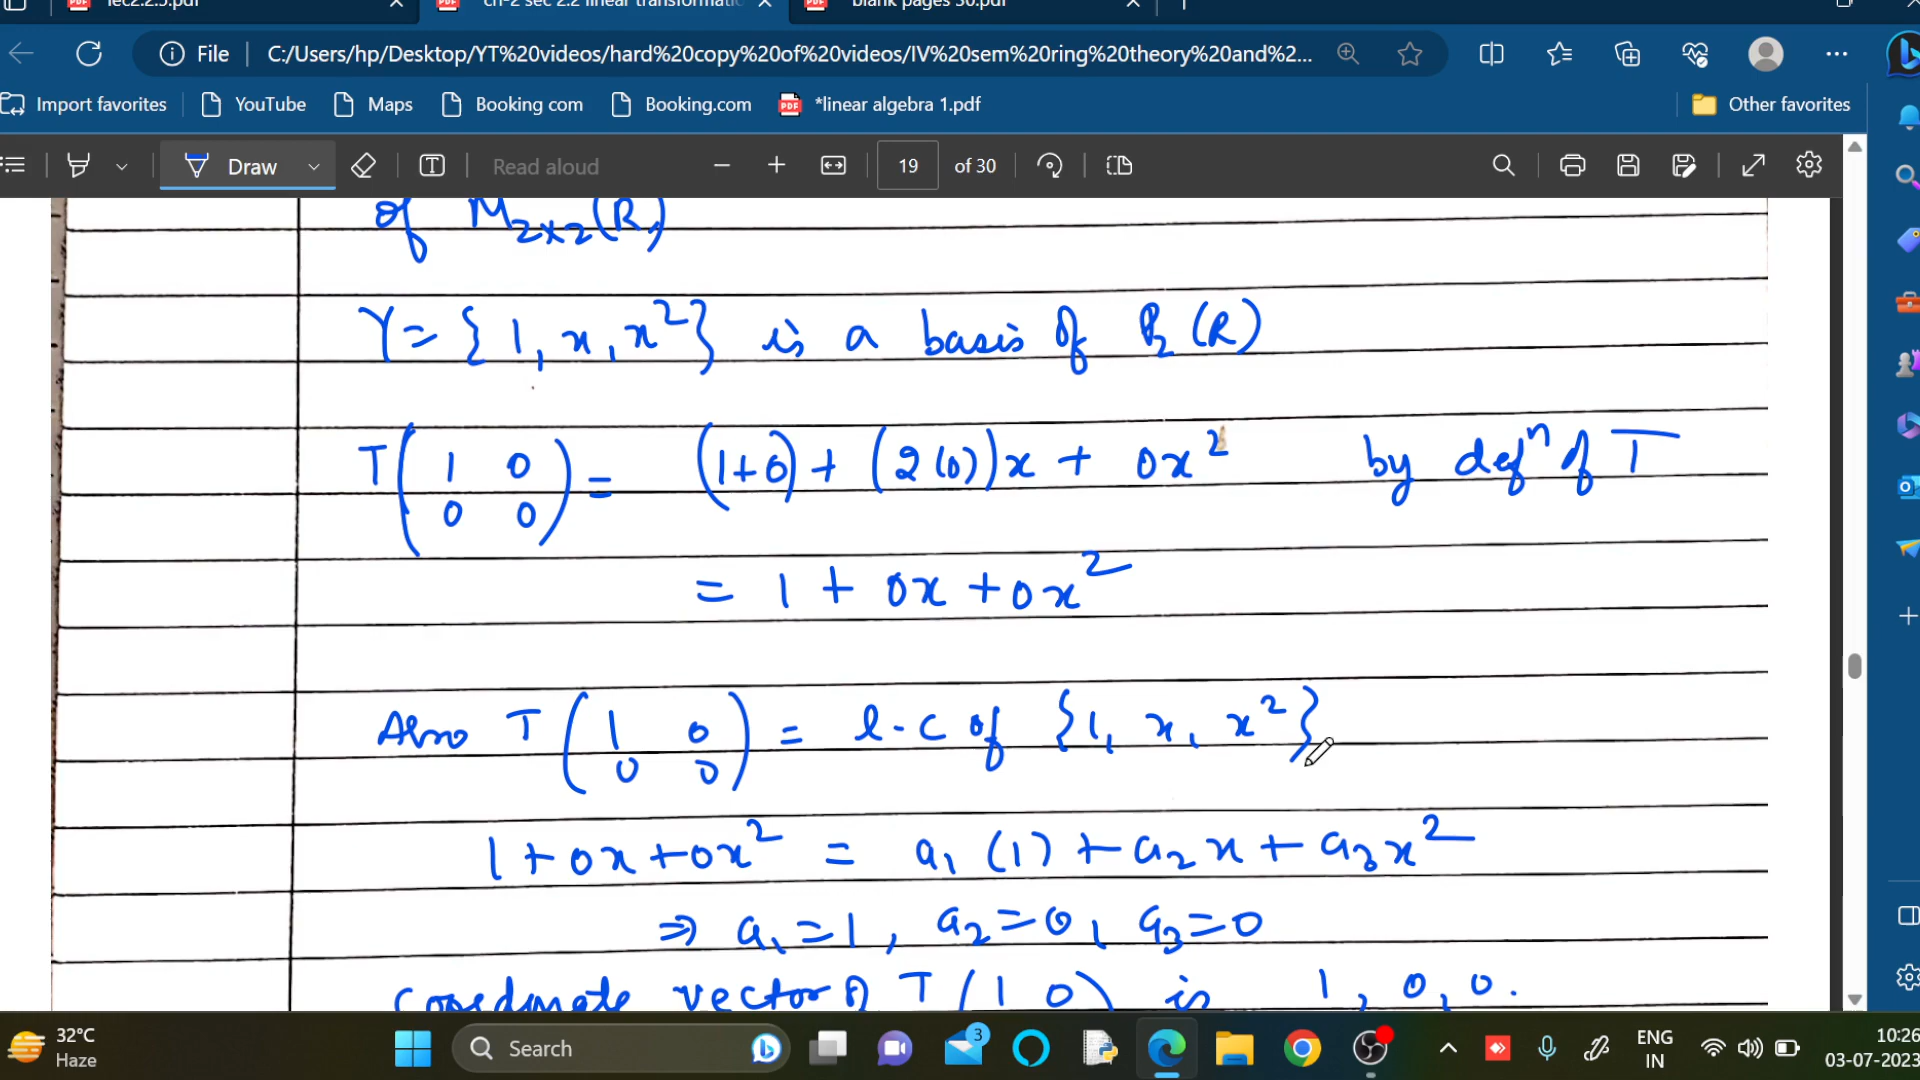 lec2.2.5.pdf
ch-2 sec 2.2 linear transformatio
blank pages 30.pdf
File
C:/Users/hp/Desktop/YT%20videos/hard%20copy%20of%20videos/IV%20sem%20ring%20theory%20and%2...
Import favorites
YouTube
Maps
Booking com
Booking.com
*linear algebra 1.pdf
Other favorites
Draw
Read aloud
19 of 30
of M2x2(R)
γ = { 1, x, x² } is a basis of P₂ (R)
T ( 1 0
0 0 ) = (1+0) + (2(0))x + 0x² by defⁿ of T
= 1 + 0x + 0x²
Also T ( 1 0
0 0 ) = l.c of { 1, x, x² }
1 + 0x + 0x² = a₁ (1) + a₂ x + a₃ x²
⇒ a₁ = 1, a₂ = 0, a₃ = 0
coordinate vector of T ( 1 0 ) is 1, 0, 0.
32°C
Haze
Search
3
ENG
IN
10:26
03-07-2023